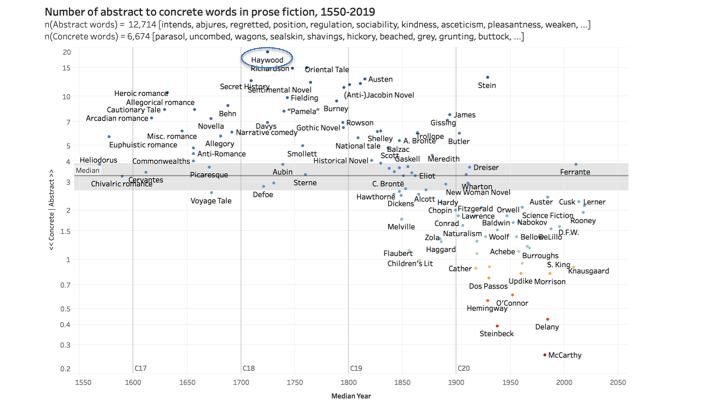 Number of abstract to concrete words in prose fiction, 1550-2019
n(Abstract words) = 12,714 [intends, abjures, regretted, position, regulation, sociability, kindness, asceticism, pleasantness, weaken, ...]
n(Concrete words) = 6,674 [parasol, uncombed, wagons, sealskin, shavings, hickory, beached, grey, grunting, buttock, ...]
<< Concrete | Abstract >>
20
15
10
7
5
4
3
2
1.5
1
0.7
0.5
0.4
0.3
0.2
Haywood
Richardson
Oriental Tale
Secret History
Sentimental Novel
Austen
Stein
Heroic romance
Fielding
(Anti-)Jacobin Novel
Allegorical romance
Cautionary Tale
Behn
"Pamela"
Burney
Arcadian romance
James
Novella
Davys
Gothic Novel
Rowson
Gissing
Misc. romance
Narrative comedy
Shelley
Trollope
Euphuistic romance
Allegory
National tale
A. Brontë
Butler
Anti-Romance
Smollett
Balzac
Scott
Heliodorus
Commonwealths
Historical Novel
Gaskell
Meredith
Median
Picaresque
Aubin
Dreiser
Ferrante
Cervantes
Eliot
Chivalric romance
Sterne
C. Brontë
Wharton
New Woman Novel
Voyage Tale
Defoe
Hawthorne
Alcott
Dickens
Hardy
Auster
Cusk
Lerner
Chopin
Fitzgerald
Orwell
Lawrence
Science Fiction
Melville
Conrad
Baldwin
Nabokov
Rooney
Zola
Naturalism
Woolf
Bellow
DeLillo
D.F.W.
Flaubert
Haggard
Achebe
Burroughs
Children's Lit
Cather
S. King
Knausgaard
Dos Passos
Updike
Morrison
Hemingway
O'Connor
Steinbeck
Delany
McCarthy
C17
C18
C19
C20
1550
1600
1650
1700
1750
1800
1850
1900
1950
2000
2050
Median Year